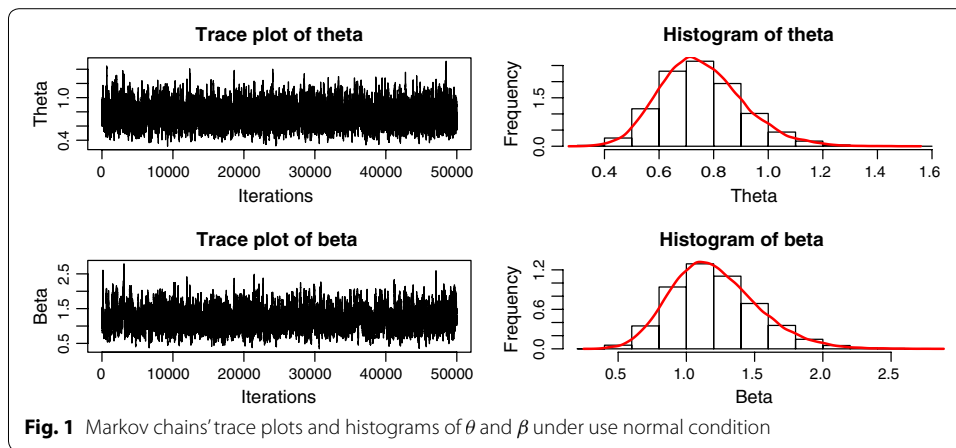 Trace plot of theta
Theta
0.4 1.0
0 10000 20000 30000 40000 50000
Iterations
Histogram of theta
Frequency
0.0 1.5
0.4 0.6 0.8 1.0 1.2 1.4 1.6
Theta
Trace plot of beta
Beta
0.5 1.5 2.5
0 10000 20000 30000 40000 50000
Iterations
Histogram of beta
Frequency
0.0 0.6 1.2
0.5 1.0 1.5 2.0 2.5
Beta
Fig. 1 Markov chains' trace plots and histograms of θ and β under use normal condition